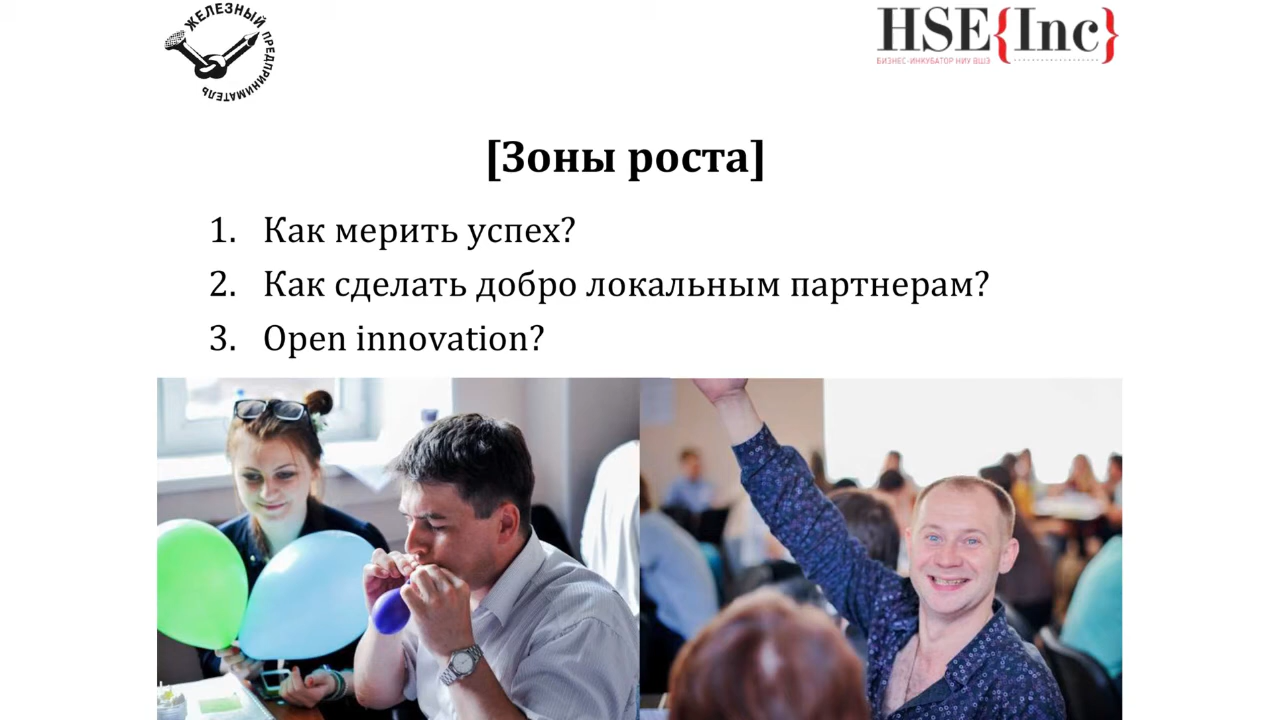 ЖЕЛЕЗНЫЙ ПРЕДПРИНИМАТЕЛЬ
HSE{Inc}
БИЗНЕС-ИНКУБАТОР НИУ ВШЭ
[Зоны роста]
1. Как мерить успех?
2. Как сделать добро локальным партнерам?
3. Open innovation?